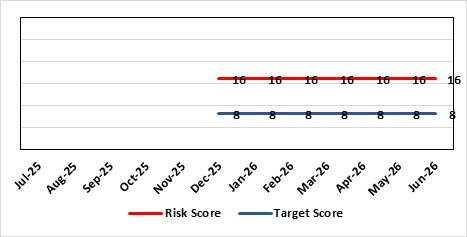 16 16 16 16 16 16 16
8 8 8 8 8 8 8
Jul-25 Aug-25 Sep-25 Oct-25 Nov-25 Dec-25 Jan-26 Feb-26 Mar-26 Apr-26 May-26 Jun-26
Risk Score Target Score